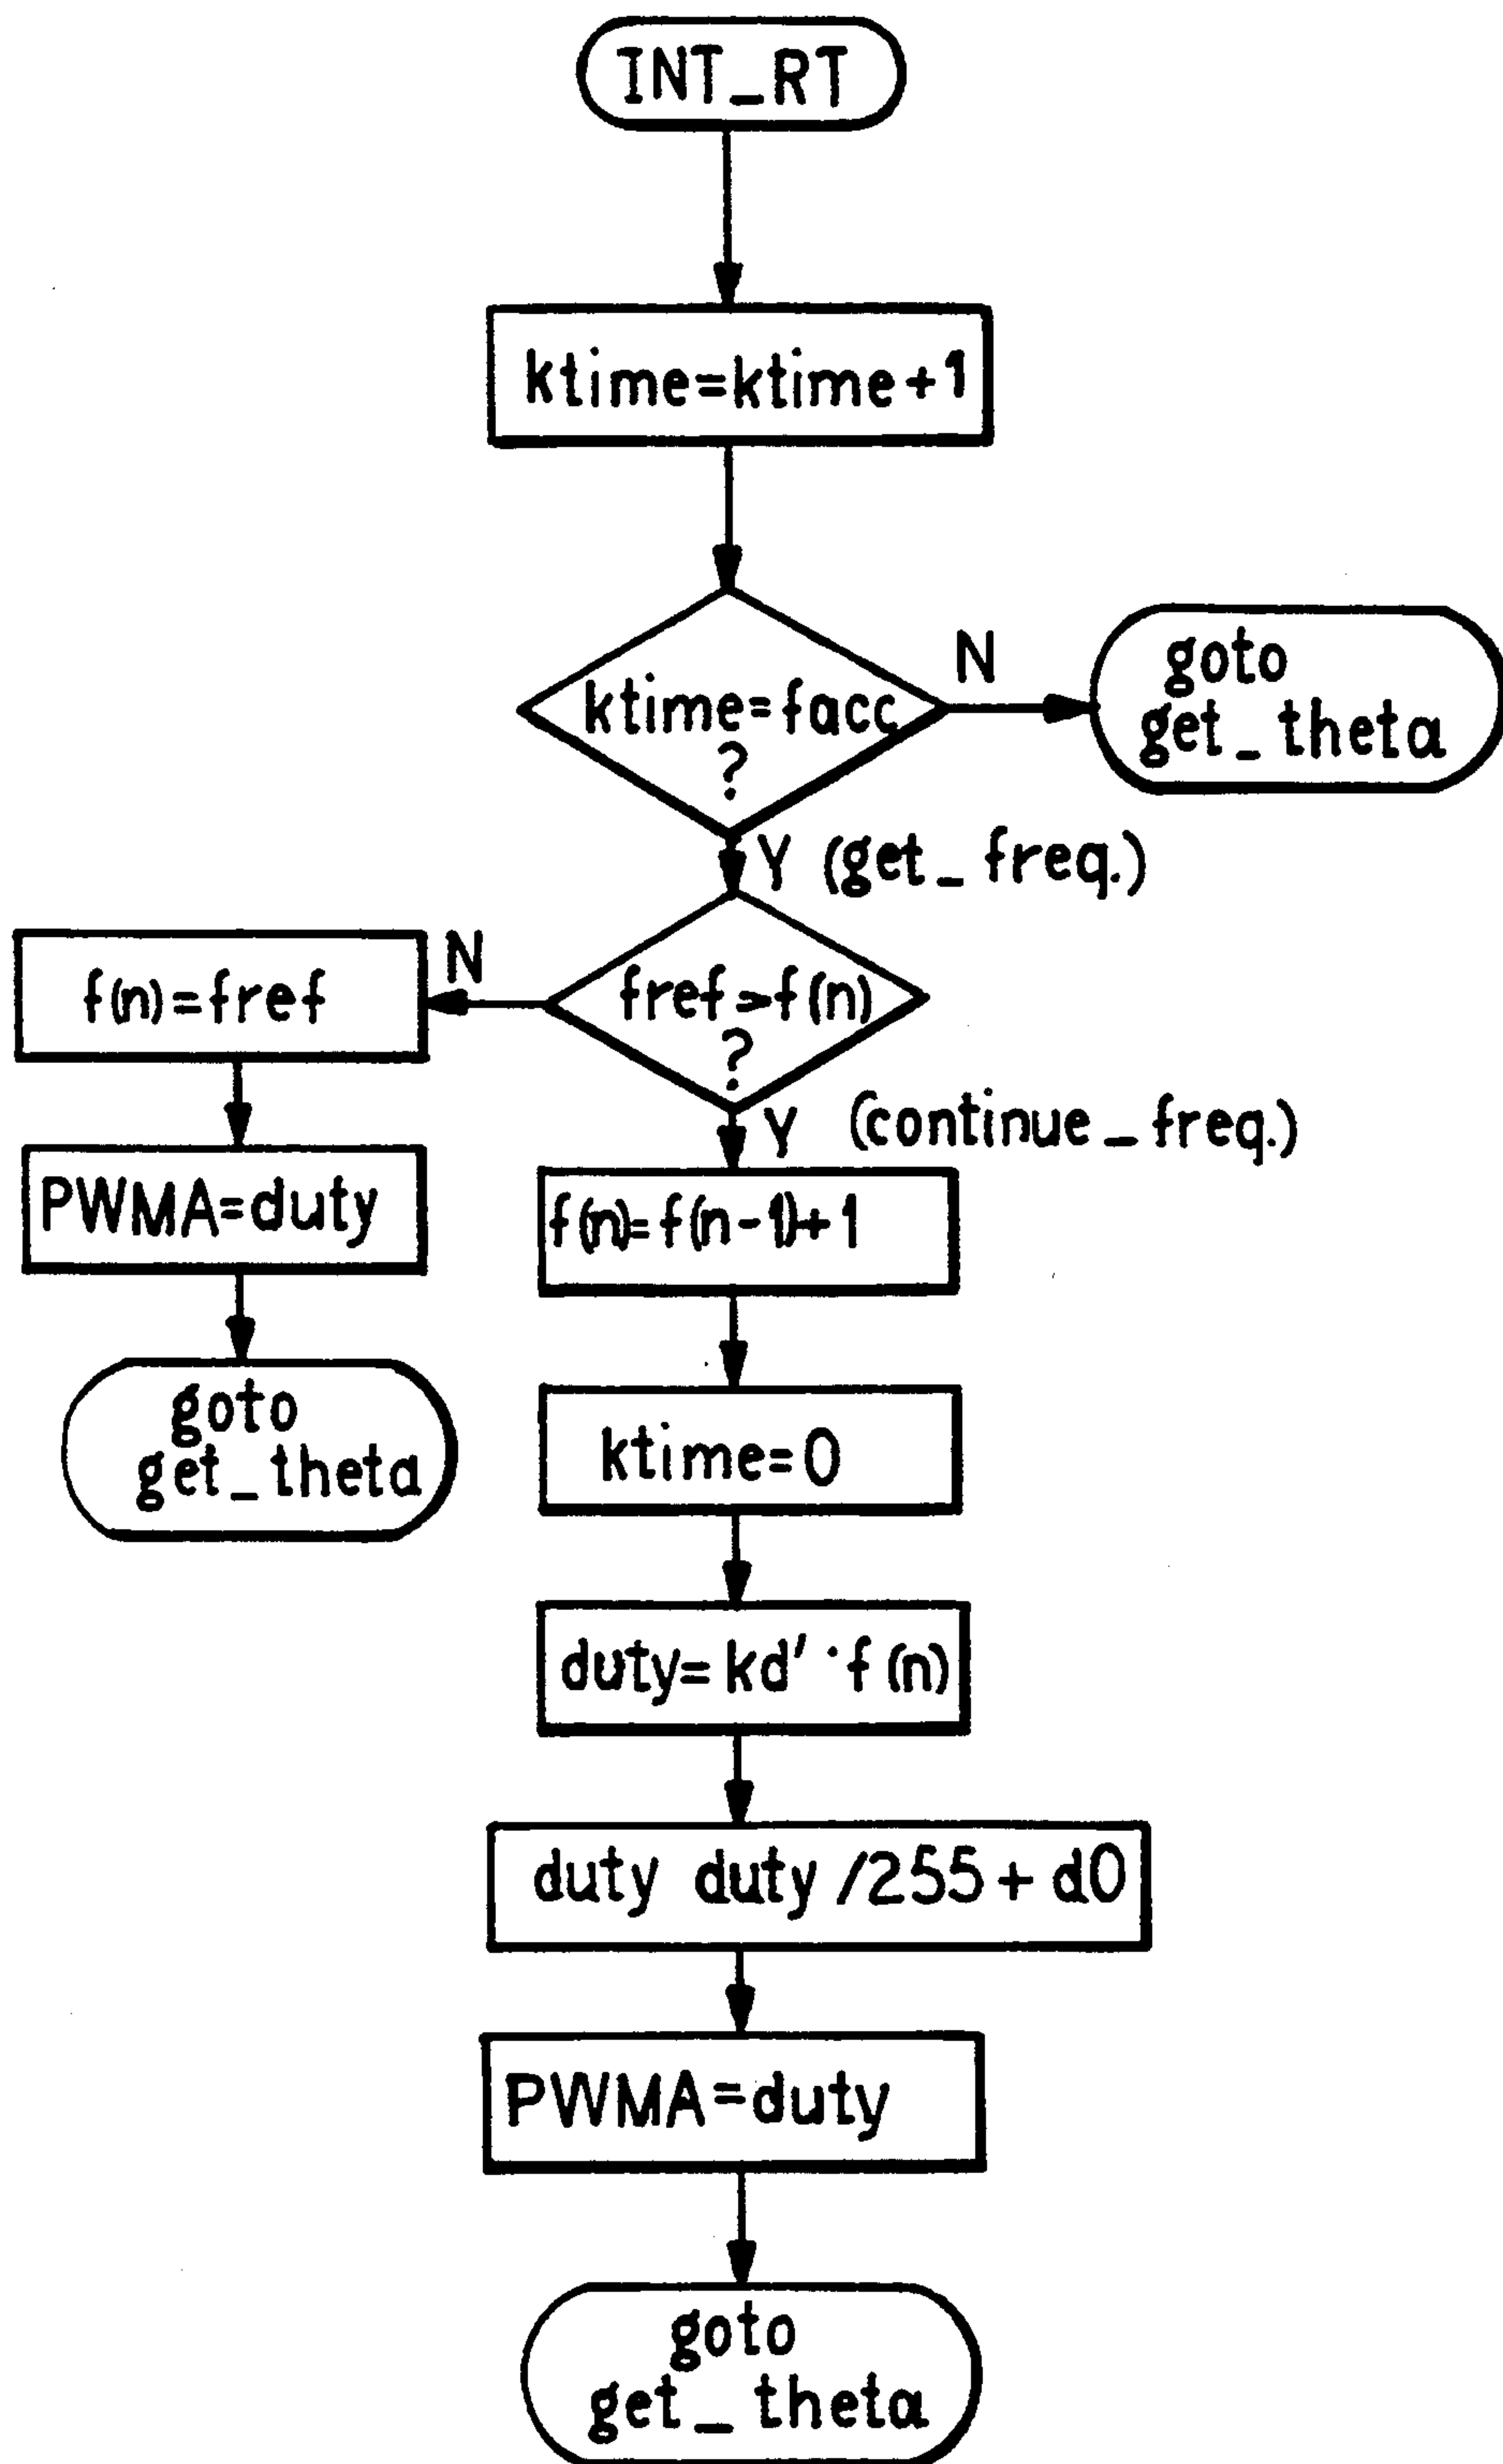 INT_RT
ktime=ktime+1
ktime=facc
?
N
goto
get_theta
Y (get_freq.)
fref>f(n)
?
N
f(n)=fref
PWMA=duty
goto
get_theta
Y (continue_freq.)
f(n)=f(n-1)+1
ktime=0
duty=kd'·f(n)
duty duty/255+d0
PWMA=duty
goto
get_theta